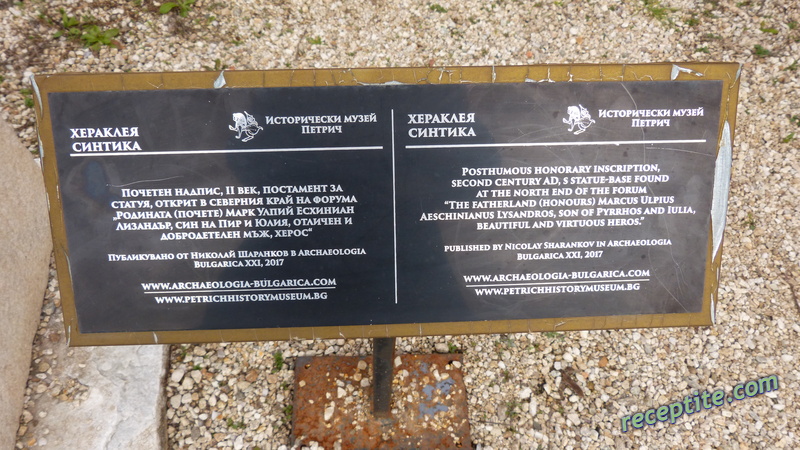 ХЕРАКЛЕЯ
СИНТИКА
ИСТОРИЧЕСКИ МУЗЕЙ
ПЕТРИЧ
ПОЧЕТЕН НАДПИС, II ВЕК, ПОСТАМЕНТ ЗА
СТАТУЯ, ОТКРИТ В СЕВЕРНИЯ КРАЙ НА ФОРУМА
„РОДИНАТА (ПОЧЕТЕ) МАРК УЛПИЙ ЕСХИНИАН
ЛИЗАНДЪР, СИН НА ПИР И ЮЛИЯ, ОТЛИЧЕН И
ДОБРОДЕТЕЛЕН МЪЖ, ХЕРОС“
ПУБЛИКУВАНО ОТ НИКОЛАЙ ШАРАНКОВ В ARCHAEOLOGIA
BULGARICA XXI, 2017
WWW.ARCHAEOLOGIA-BULGARICA.COM
WWW.PETRICHHISTORYMUSEUM.BG
ХЕРАКЛЕЯ
СИНТИКА
ИСТОРИЧЕСКИ МУЗЕЙ
ПЕТРИЧ
POSTHUMOUS HONORARY INSCRIPTION,
SECOND CENTURY AD, S STATUE-BASE FOUND
AT THE NORTH END OF THE FORUM
"THE FATHERLAND (HONOURS) MARCUS ULPIUS
AESCHINIANUS LYSANDROS, SON OF PYRRHOS AND IULIA,
BEAUTIFUL AND VIRTUOUS HERO."
PUBLISHED BY NICOLAY SHARANKOV IN ARCHAEOLOGIA
BULGARICA XXI, 2017
WWW.ARCHAEOLOGIA-BULGARICA.COM
WWW.PETRICHHISTORYMUSEUM.BG
receptite.com